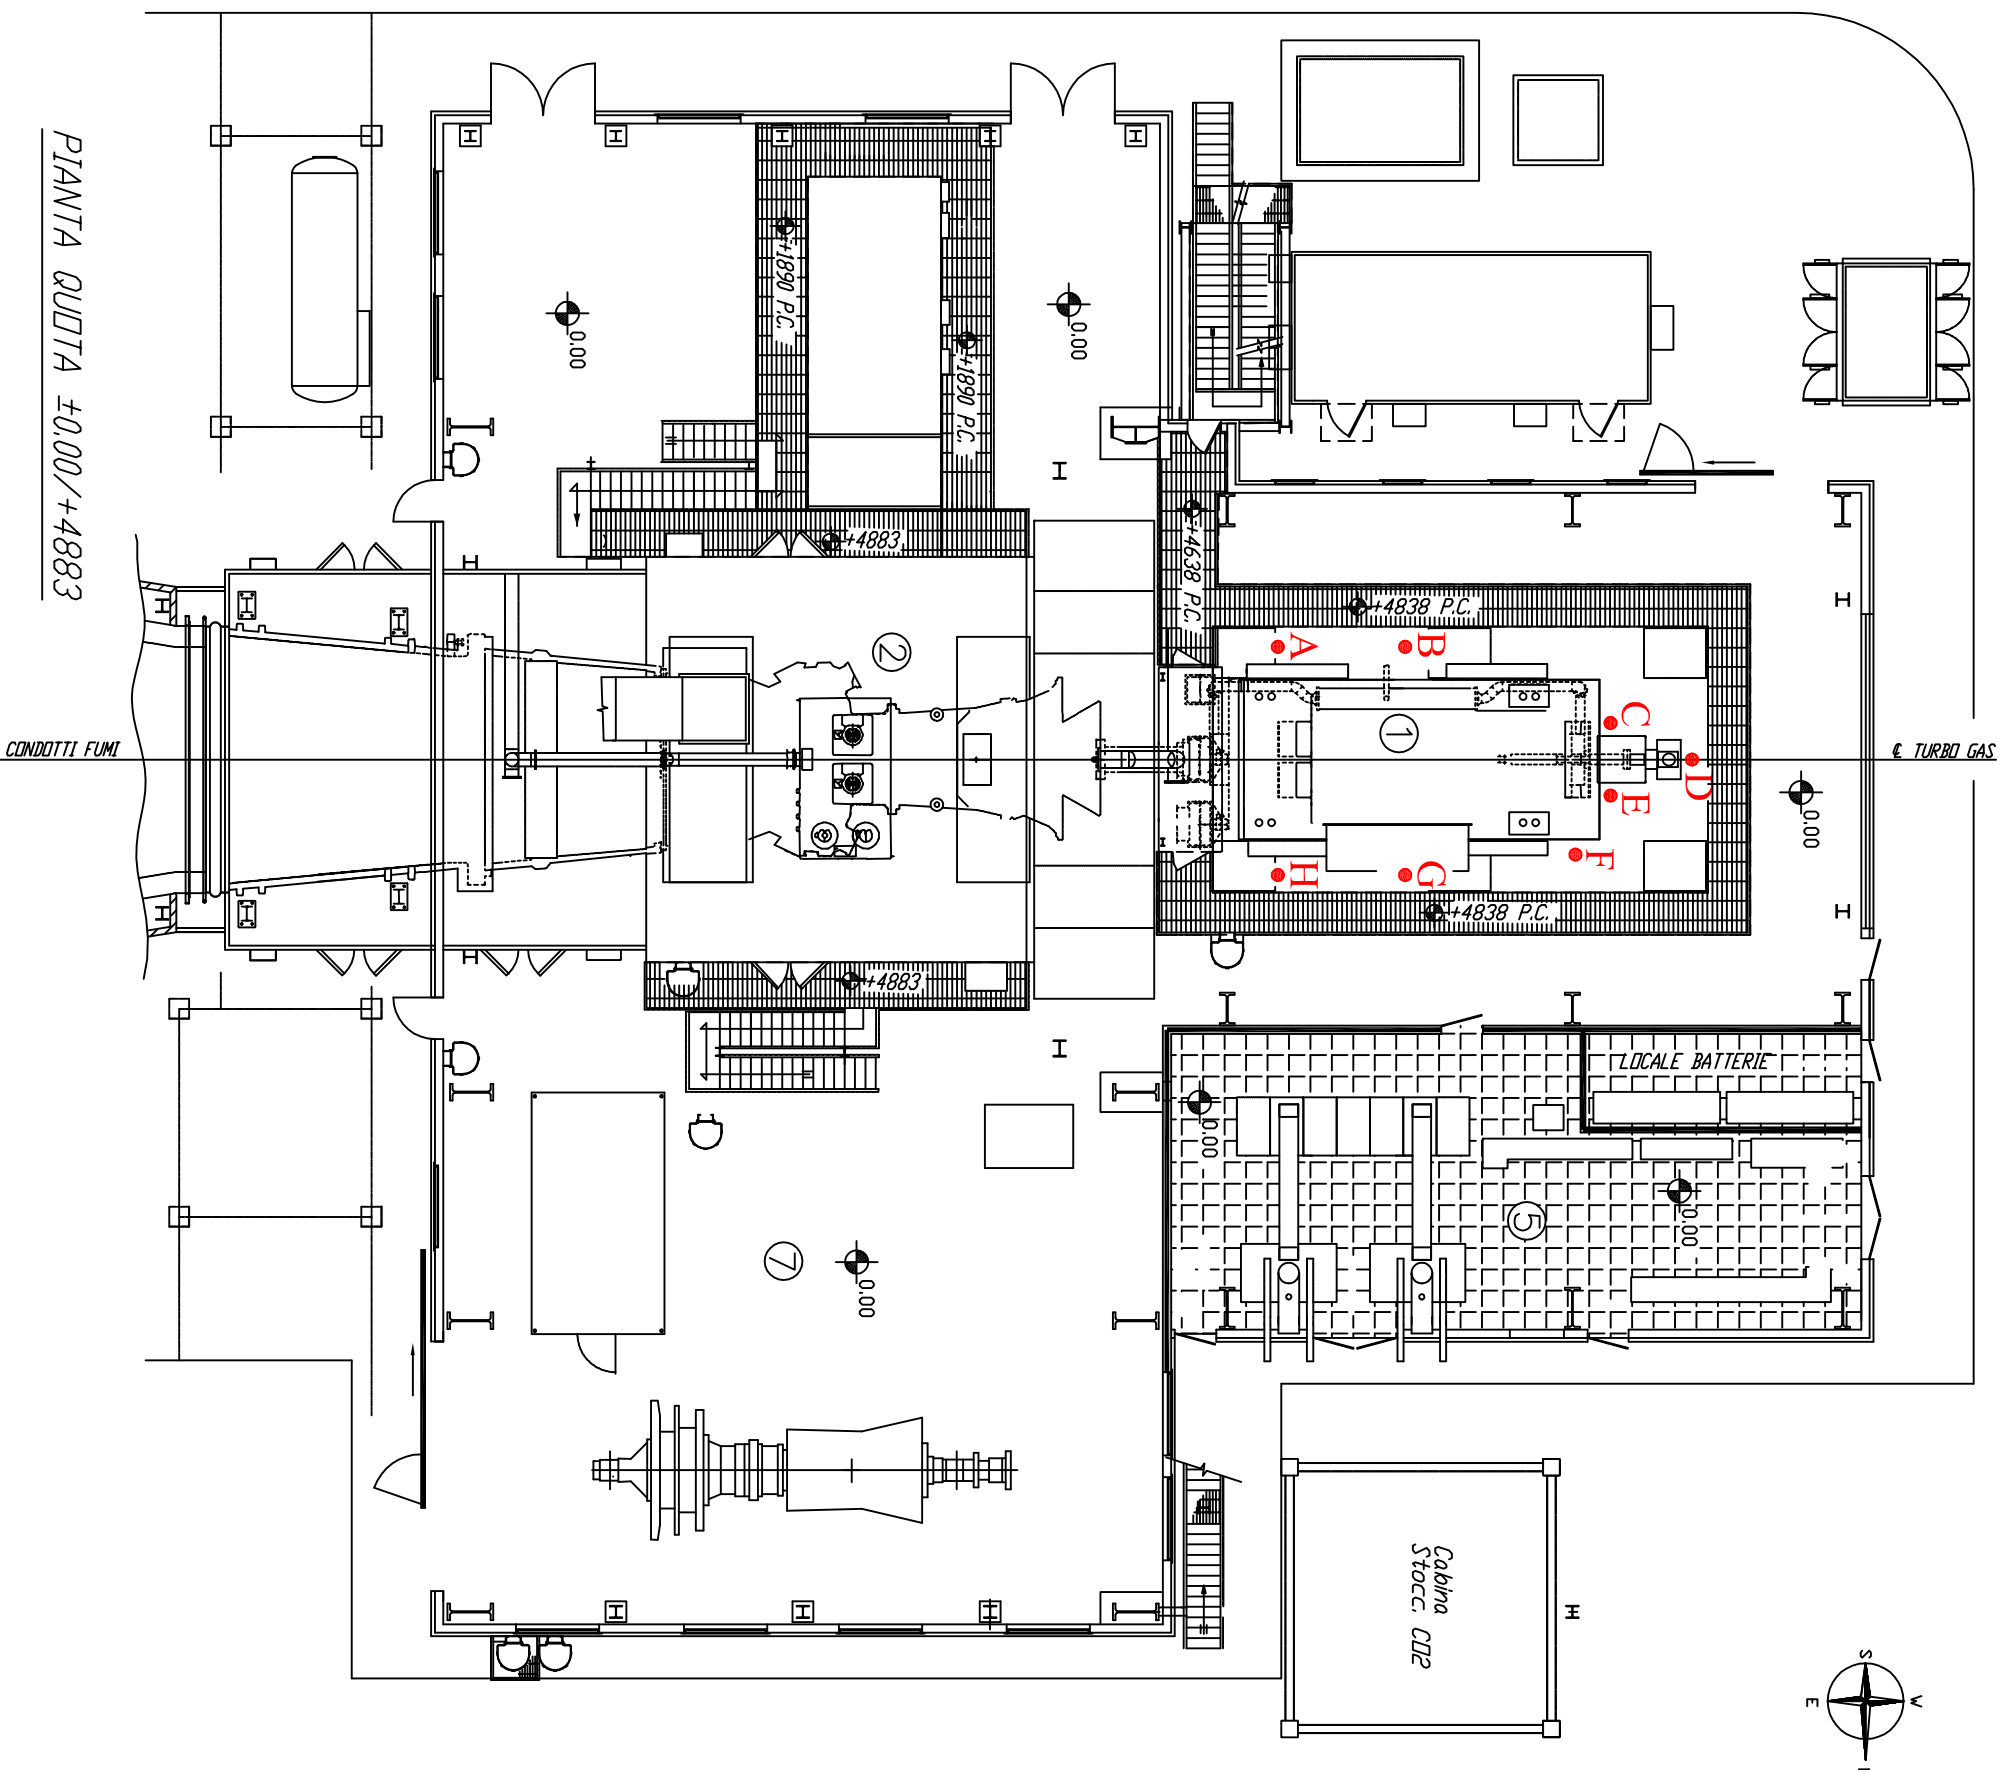 PIANTA QUOTA ±0.00/+4883
CONDOTTI FUMI
℄ TURBO GAS
0.00
0.00
+1890 P.C.
+1890 P.C.
+4883
+4638 P.C.
+4838 P.C.
A
B
C
D
E
F
G
H
1
2
0.00
+4838 P.C.
+4883
LOCALE BATTERIE
0.00
0.00
5
7
0.00
Cabina
Stocc. CO2
S
W
E